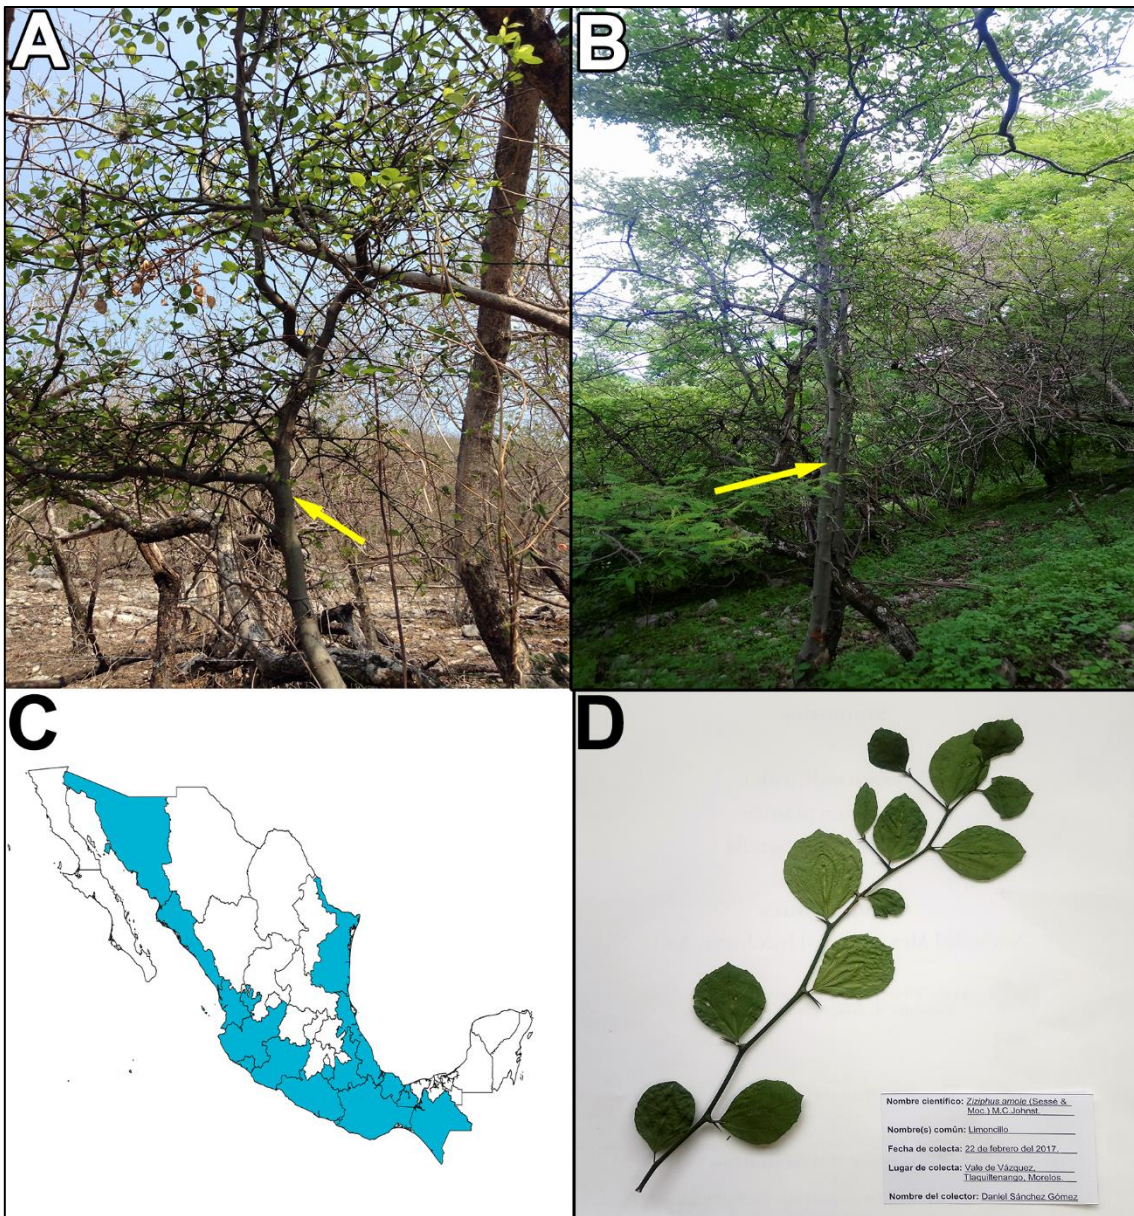 A
B
C
D
Nombre científico: Ziziphus amole (Sessé &
Moc.) M.C.Johnst.
Nombre(s) común: Limoncillo
Fecha de colecta: 22 de febrero del 2017.
Lugar de colecta: Vale de Vázquez,
Tlaquiltenango, Morelos.
Nombre del colector: Daniel Sánchez Gómez